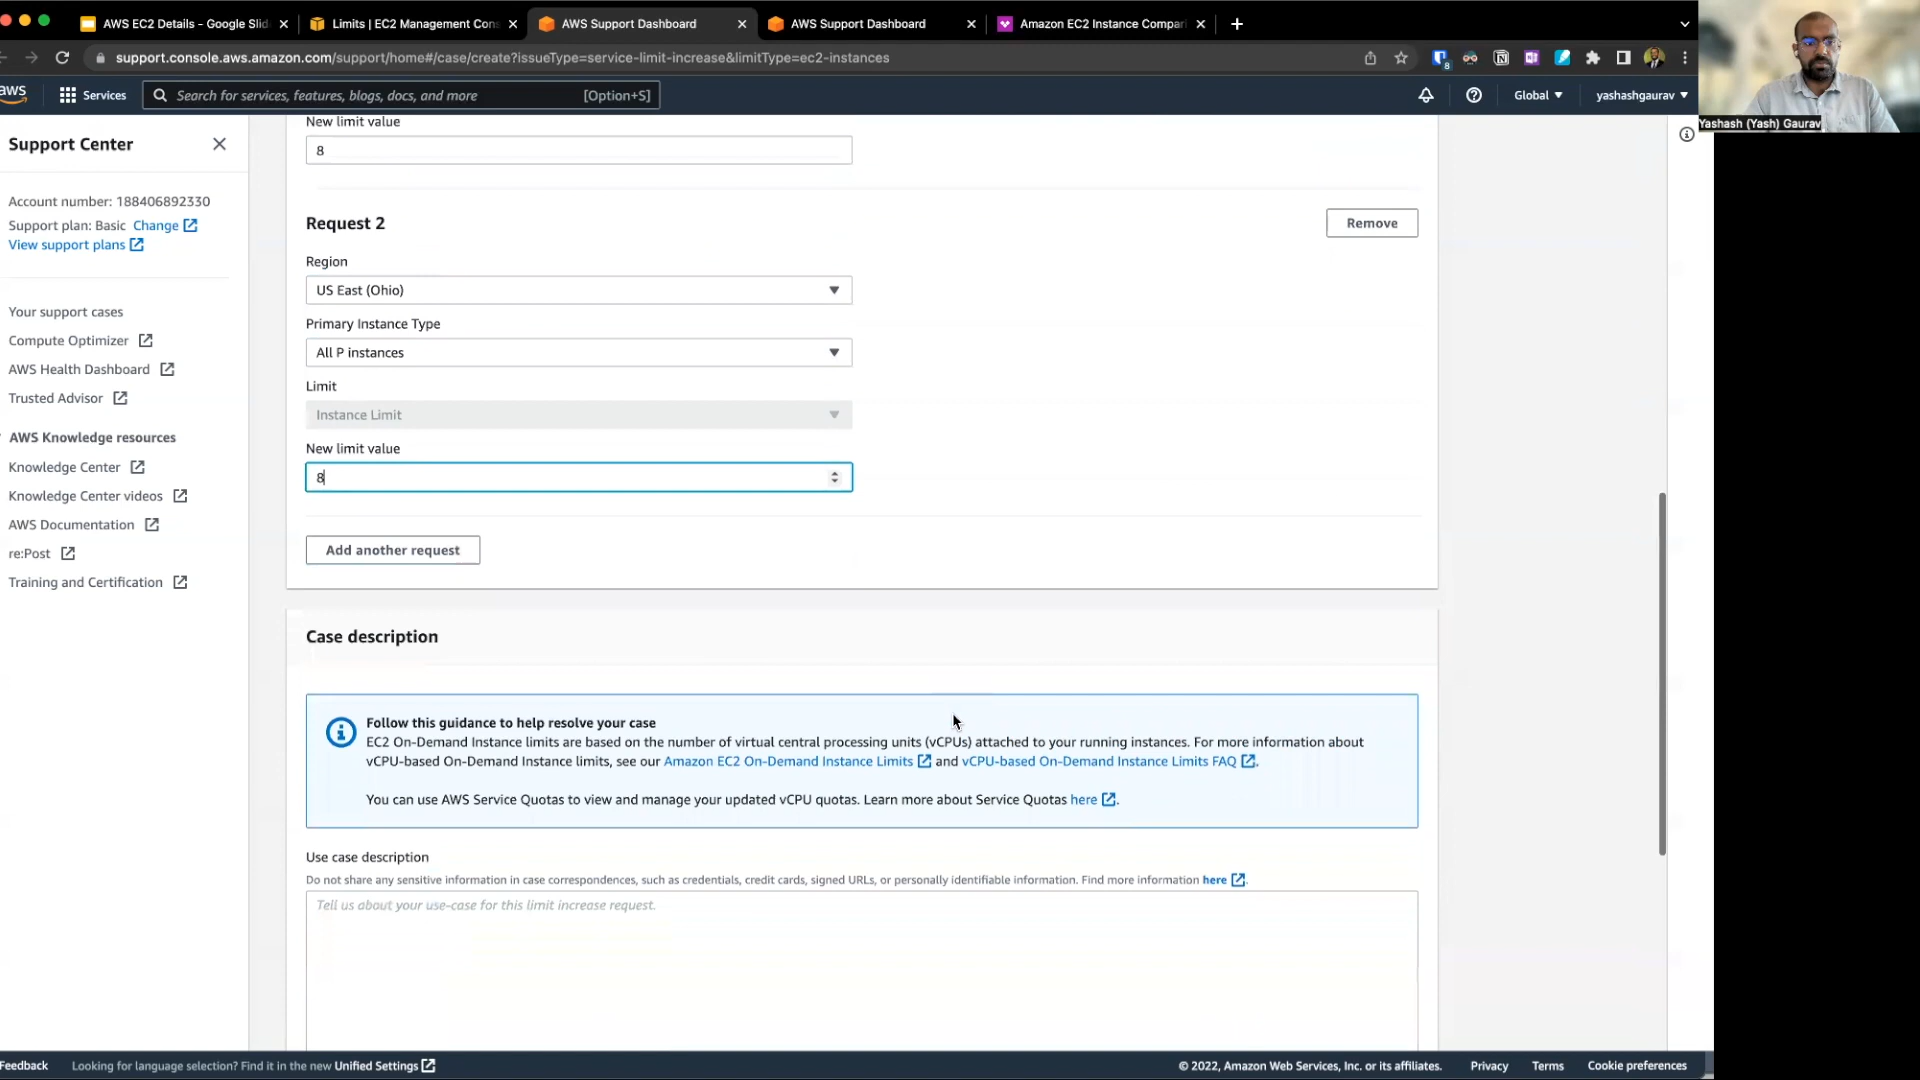 AWS EC2 Details - Google Slid
Limits | EC2 Management Con
AWS Support Dashboard
AWS Support Dashboard
Amazon EC2 Instance Compari
support.console.aws.amazon.com/support/home#/case/create?issueType=service-limit-increase&limitType=ec2-instances
8
aws
Services
Search for services, features, blogs, docs, and more
[Option+S]
Global
yashashgaurav
Yashash (Yash) Gaurav
Support Center
Account number: 188406892330
Support plan: Basic Change
View support plans
Your support cases
Compute Optimizer
AWS Health Dashboard
Trusted Advisor
AWS Knowledge resources
Knowledge Center
Knowledge Center videos
AWS Documentation
re:Post
Training and Certification
New limit value
8
Request 2
Remove
Region
US East (Ohio)
Primary Instance Type
All P instances
Limit
Instance Limit
New limit value
8
Add another request
Case description
Follow this guidance to help resolve your case
EC2 On-Demand Instance limits are based on the number of virtual central processing units (vCPUs) attached to your running instances. For more information about
vCPU-based On-Demand Instance limits, see our Amazon EC2 On-Demand Instance Limits and vCPU-based On-Demand Instance Limits FAQ .
You can use AWS Service Quotas to view and manage your updated vCPU quotas. Learn more about Service Quotas here .
Use case description
Do not share any sensitive information in case correspondences, such as credentials, credit cards, signed URLs, or personally identifiable information. Find more information here .
Tell us about your use-case for this limit increase request.
Feedback
Looking for language selection? Find it in the new Unified Settings
© 2022, Amazon Web Services, Inc. or its affiliates.
Privacy
Terms
Cookie preferences